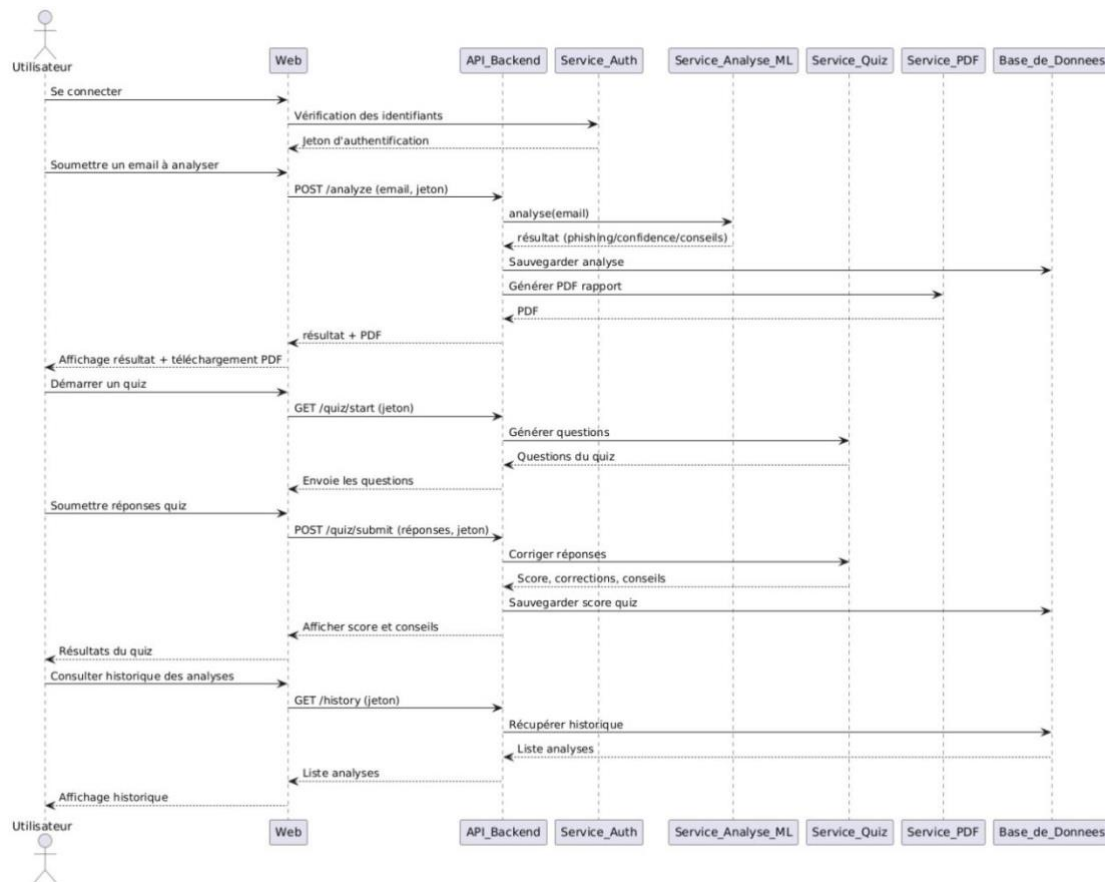 Utilisateur
Web
API_Backend
Service_Auth
Service_Analyse_ML
Service_Quiz
Service_PDF
Base_de_Donnees
Se connecter
Vérification des identifiants
Jeton d'authentification
Soumettre un email à analyser
POST /analyze (email, jeton)
analyse(email)
résultat (phishing/confidence/conseils)
Sauvegarder analyse
Générer PDF rapport
PDF
résultat + PDF
Affichage résultat + téléchargement PDF
Démarrer un quiz
GET /quiz/start (jeton)
Générer questions
Questions du quiz
Envoie les questions
Soumettre réponses quiz
POST /quiz/submit (réponses, jeton)
Corriger réponses
Score, corrections, conseils
Sauvegarder score quiz
Afficher score et conseils
Résultats du quiz
Consulter historique des analyses
GET /history (jeton)
Récupérer historique
Liste analyses
Liste analyses
Affichage historique
Utilisateur
Web
API_Backend
Service_Auth
Service_Analyse_ML
Service_Quiz
Service_PDF
Base_de_Donnees